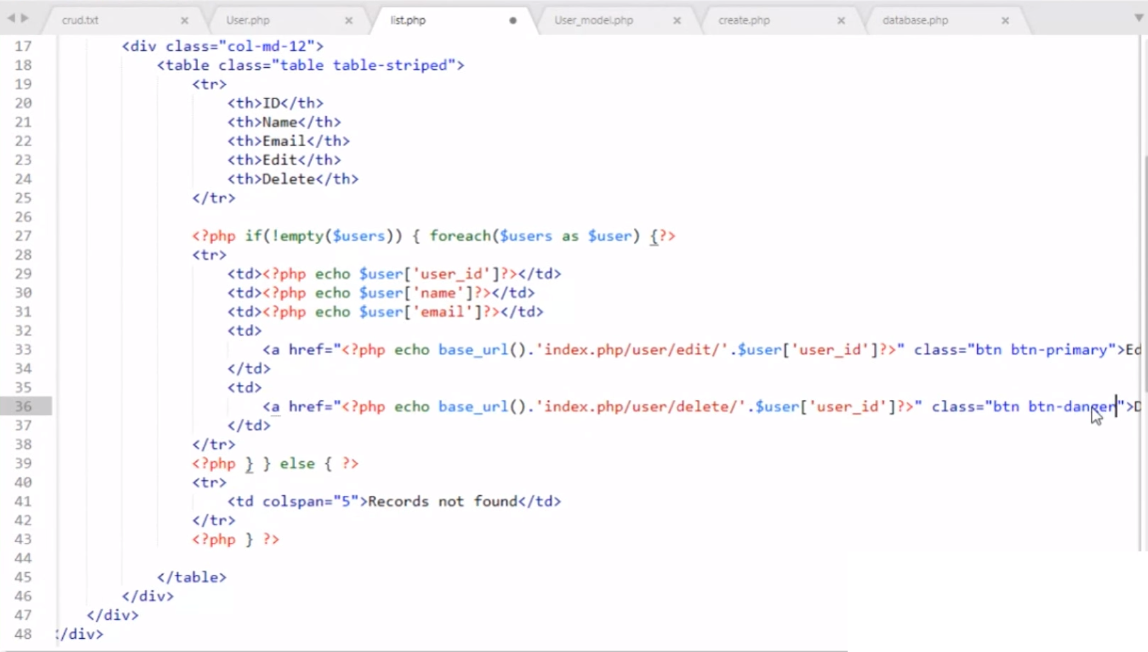 crud.txt × User.php × list.php • User_model.php × create.php × database.php ×
17 <div class="col-md-12">
18 <table class="table table-striped">
19 <tr>
20 <th>ID</th>
21 <th>Name</th>
22 <th>Email</th>
23 <th>Edit</th>
24 <th>Delete</th>
25 </tr>
26
27 <?php if(!empty($users)) { foreach($users as $user) {?>
28 <tr>
29 <td><?php echo $user['user_id']?></td>
30 <td><?php echo $user['name']?></td>
31 <td><?php echo $user['email']?></td>
32 <td>
33 <a href="<?php echo base_url().'index.php/user/edit/'.$user['user_id']?>" class="btn btn-primary">Ed
34 </td>
35 <td>
36 <a href="<?php echo base_url().'index.php/user/delete/'.$user['user_id']?>" class="btn btn-danger">D
37 </td>
38 </tr>
39 <?php } } else { ?>
40 <tr>
41 <td colspan="5">Records not found</td>
42 </tr>
43 <?php } ?>
44
45 </table>
46 </div>
47 </div>
48 </div>